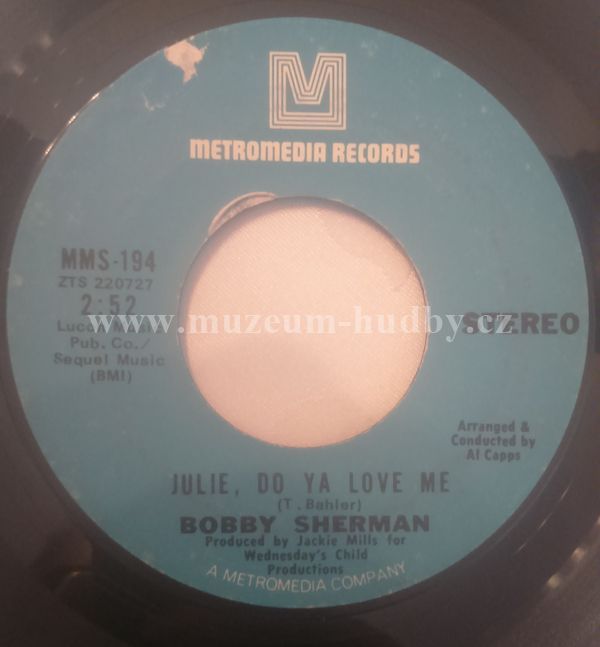 M
METROMEDIA RECORDS
MMS-194
ZTS 220727
2:52
Music
Pub. Co./
Sequel Music
(BMI)
www.muzeum-hudby.cz
STEREO
Arranged &
Conducted by
Al Capps
JULIE, DO YA LOVE ME
(T. Bahler)
BOBBY SHERMAN
Produced by Jackie Mills for
Wednesday's Child
Productions
A METROMEDIA COMPANY